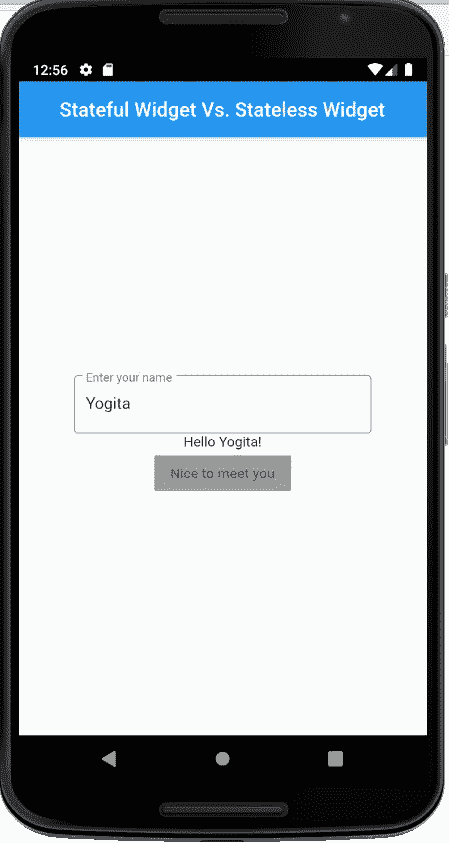 12:56
Stateful Widget Vs. Stateless Widget
Enter your name
Yogita
Hello Yogita!
Nice to meet you